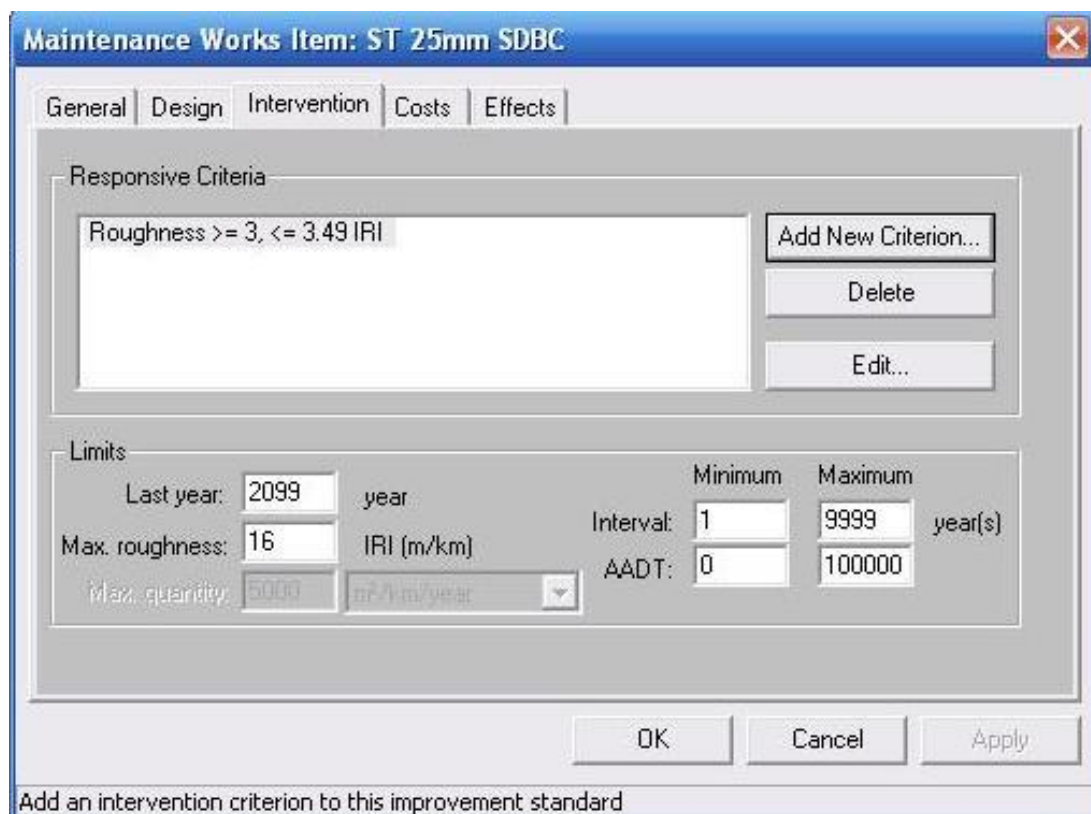 Maintenance Works Item: ST 25mm SDBC
General Design Intervention Costs Effects
Responsive Criteria
Roughness >= 3, <= 3.49 IRI
Add New Criterion...
Delete
Edit...
Limits
Minimum Maximum
Last year: 2099 year
Interval: 1 9999 year(s)
Max. roughness: 16 IRI (m/km)
AADT: 0 100000
Max. quantity: 5000 m²/km/year
OK Cancel Apply
Add an intervention criterion to this improvement standard